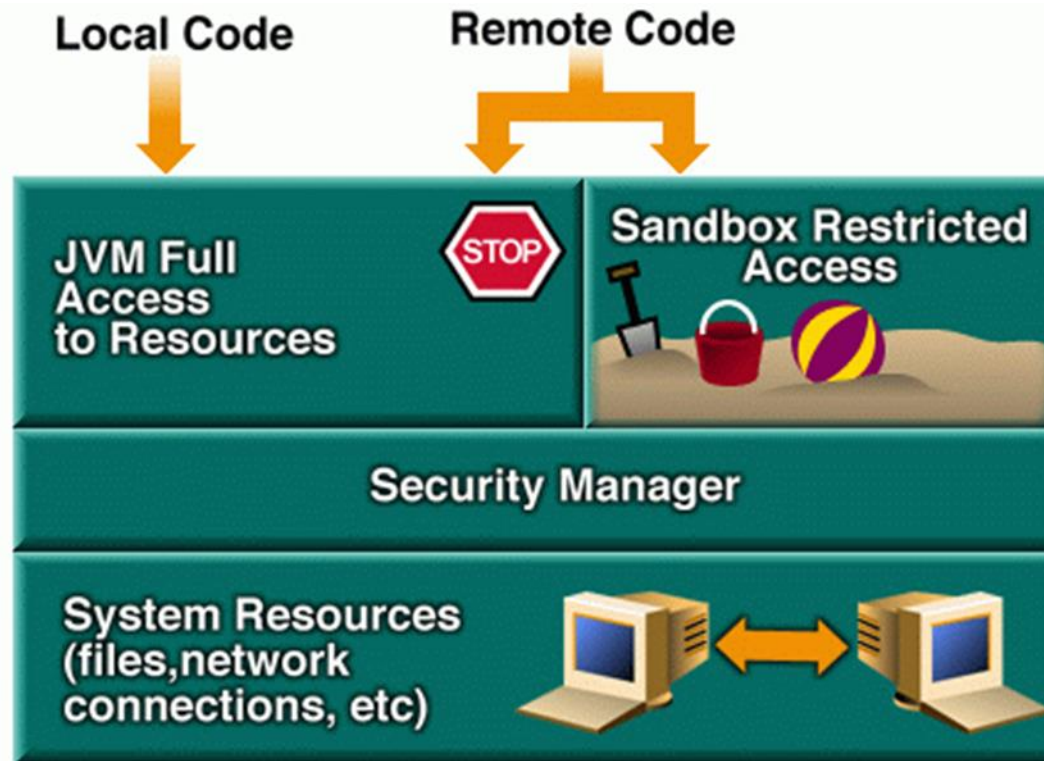 Local Code
Remote Code
JVM Full
Access
to Resources
STOP
Sandbox Restricted
Access
Security Manager
System Resources
(files,network
connections, etc)